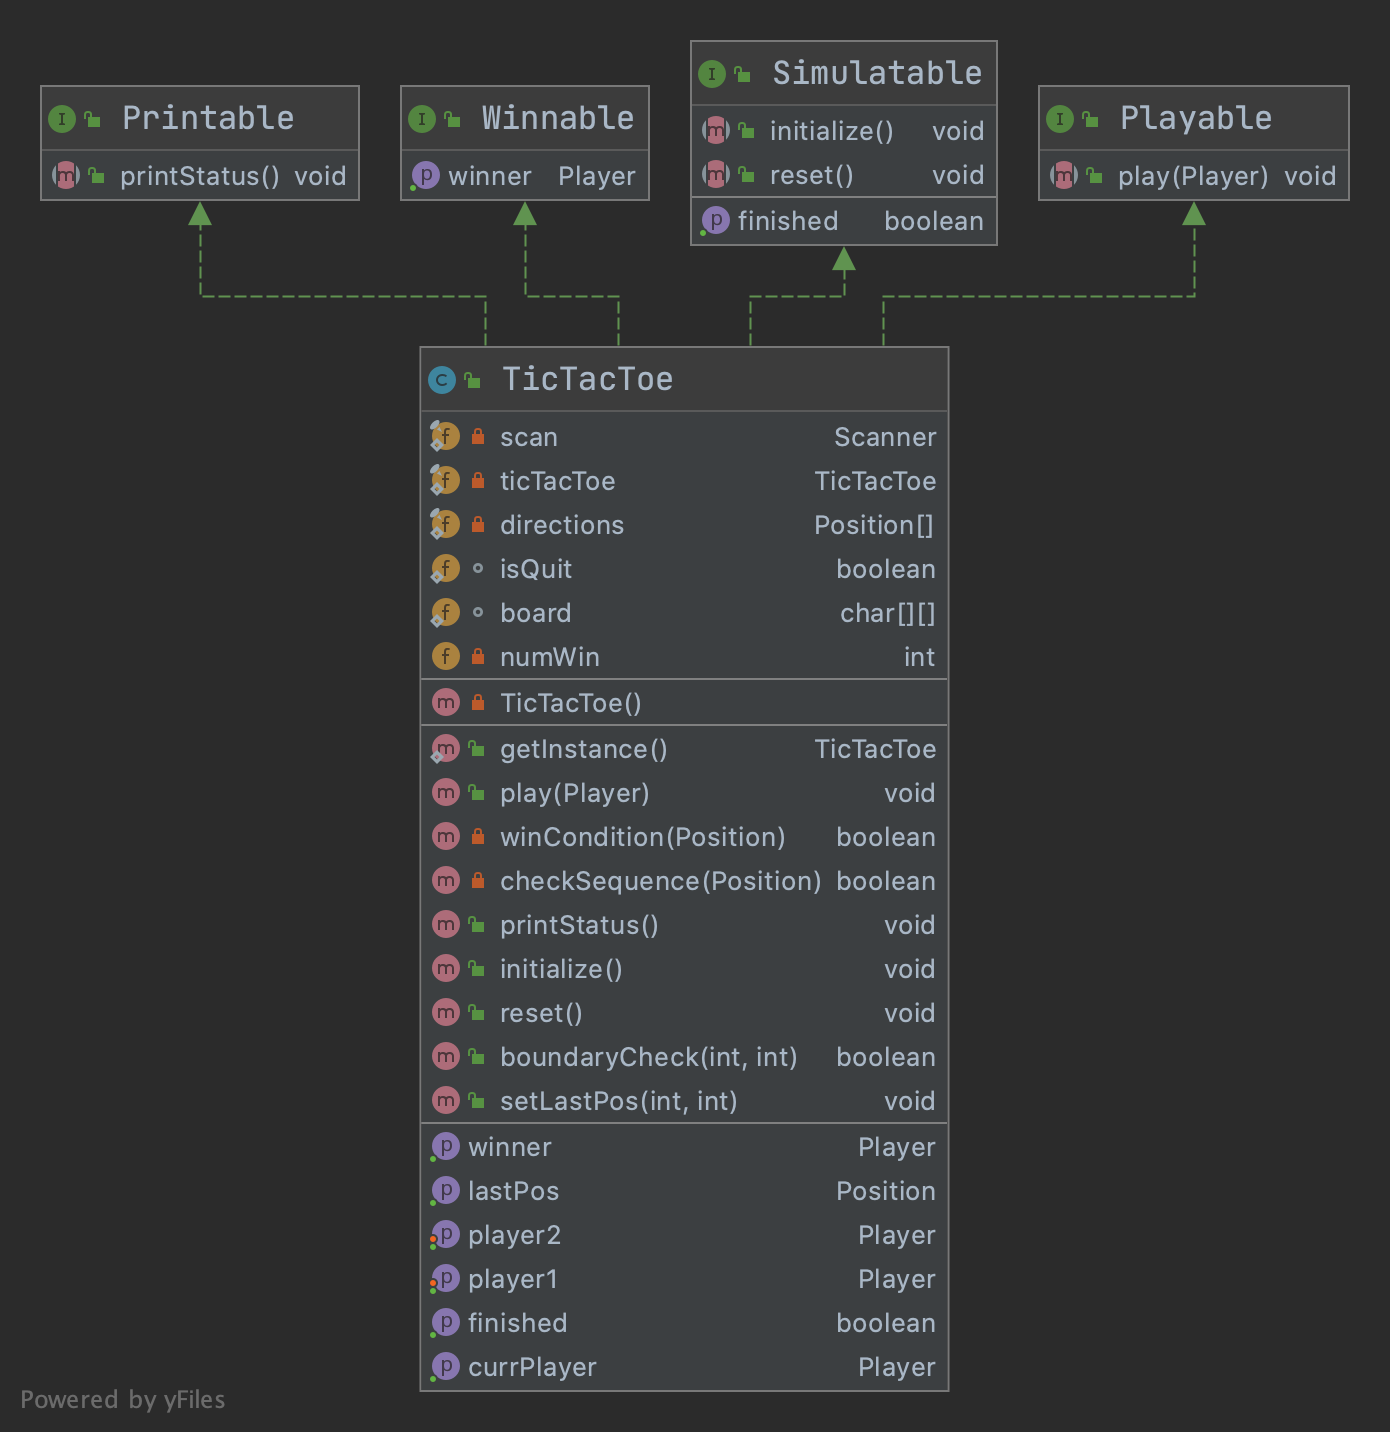 Printable
printStatus() void
Winnable
winner Player
Simulatable
initialize() void
reset() void
finished boolean
Playable
play(Player) void
TicTacToe
scan Scanner
ticTacToe TicTacToe
directions Position[]
isQuit boolean
board char[][]
numWin int
TicTacToe()
getInstance() TicTacToe
play(Player) void
winCondition(Position) boolean
checkSequence(Position) boolean
printStatus() void
initialize() void
reset() void
boundaryCheck(int, int) boolean
setLastPos(int, int) void
winner Player
lastPos Position
player2 Player
player1 Player
finished boolean
currPlayer Player
Powered by yFiles